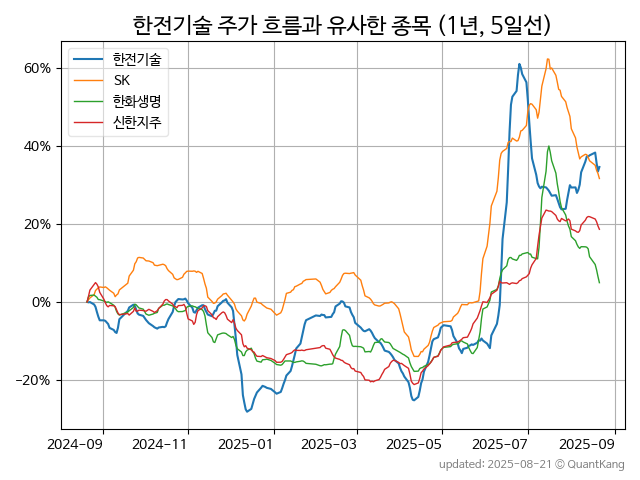 한전기술 주가 흐름과 유사한 종목 (1년, 5일선)
한전기술
SK
한화생명
신한지주
60%
40%
20%
0%
−20%
2024-09 2024-11 2025-01 2025-03 2025-05 2025-07 2025-09
updated: 2025-08-21 © QuantKang